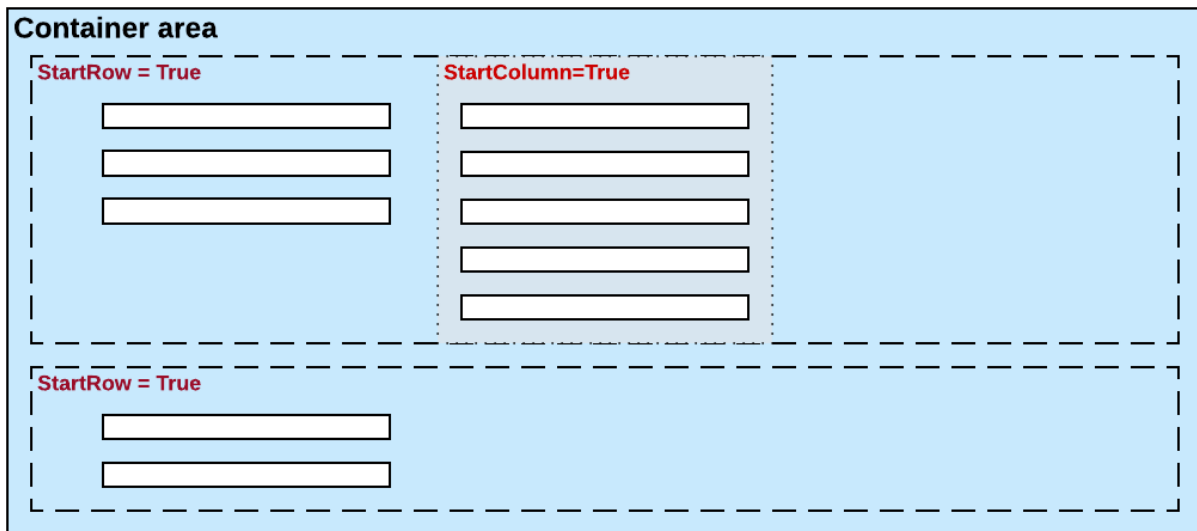 Container area
StartRow = True
StartColumn=True
StartRow = True